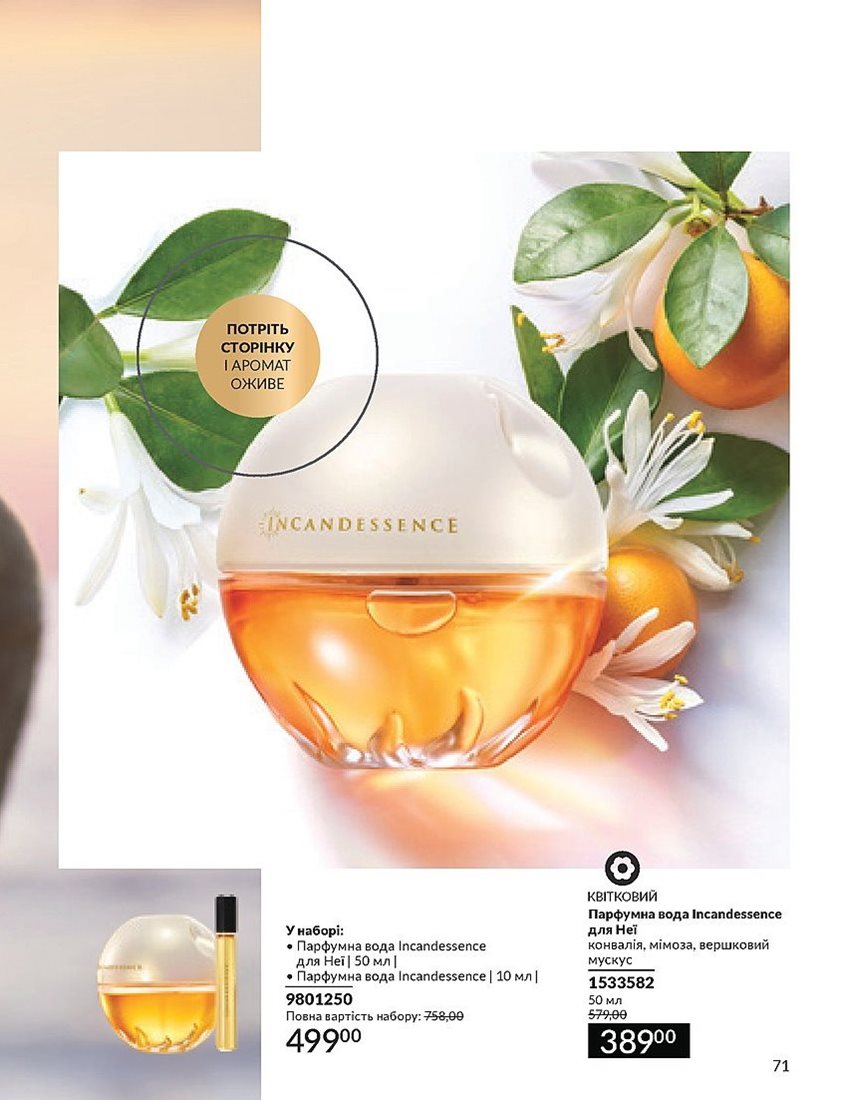 ПОТРІТЬ
СТОРІНКУ
І АРОМАТ
ОЖИВЕ
INCANDESSENCE
У наборі:
• Парфумна вода Incandessence
для Неї | 50 мл |
• Парфумна вода Incandessence | 10 мл |
9801250
Повна вартість набору: 758,00
49900
КВІТКОВИЙ
Парфумна вода Incandessence
для Неї
конвалія, мімоза, вершковий
мускус
1533582
50 мл
579,00
38900
71